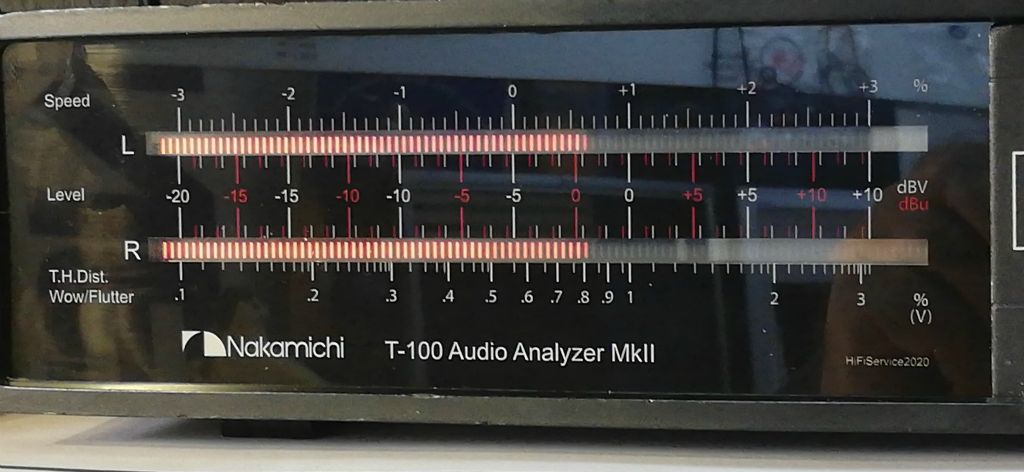 Speed -3 -2 -1 0 +1 +2 +3 %
L
Level -20 -15 -15 -10 -10 -5 -5 0 0 +5 +5 +10 +10 dBV
dBu
R
T.H.Dist.
Wow/Flutter .1 .2 .3 .4 .5 .6 .7 .8 .9 1 2 3 %
(V)
Nakamichi T-100 Audio Analyzer MkII
HiFiService2020